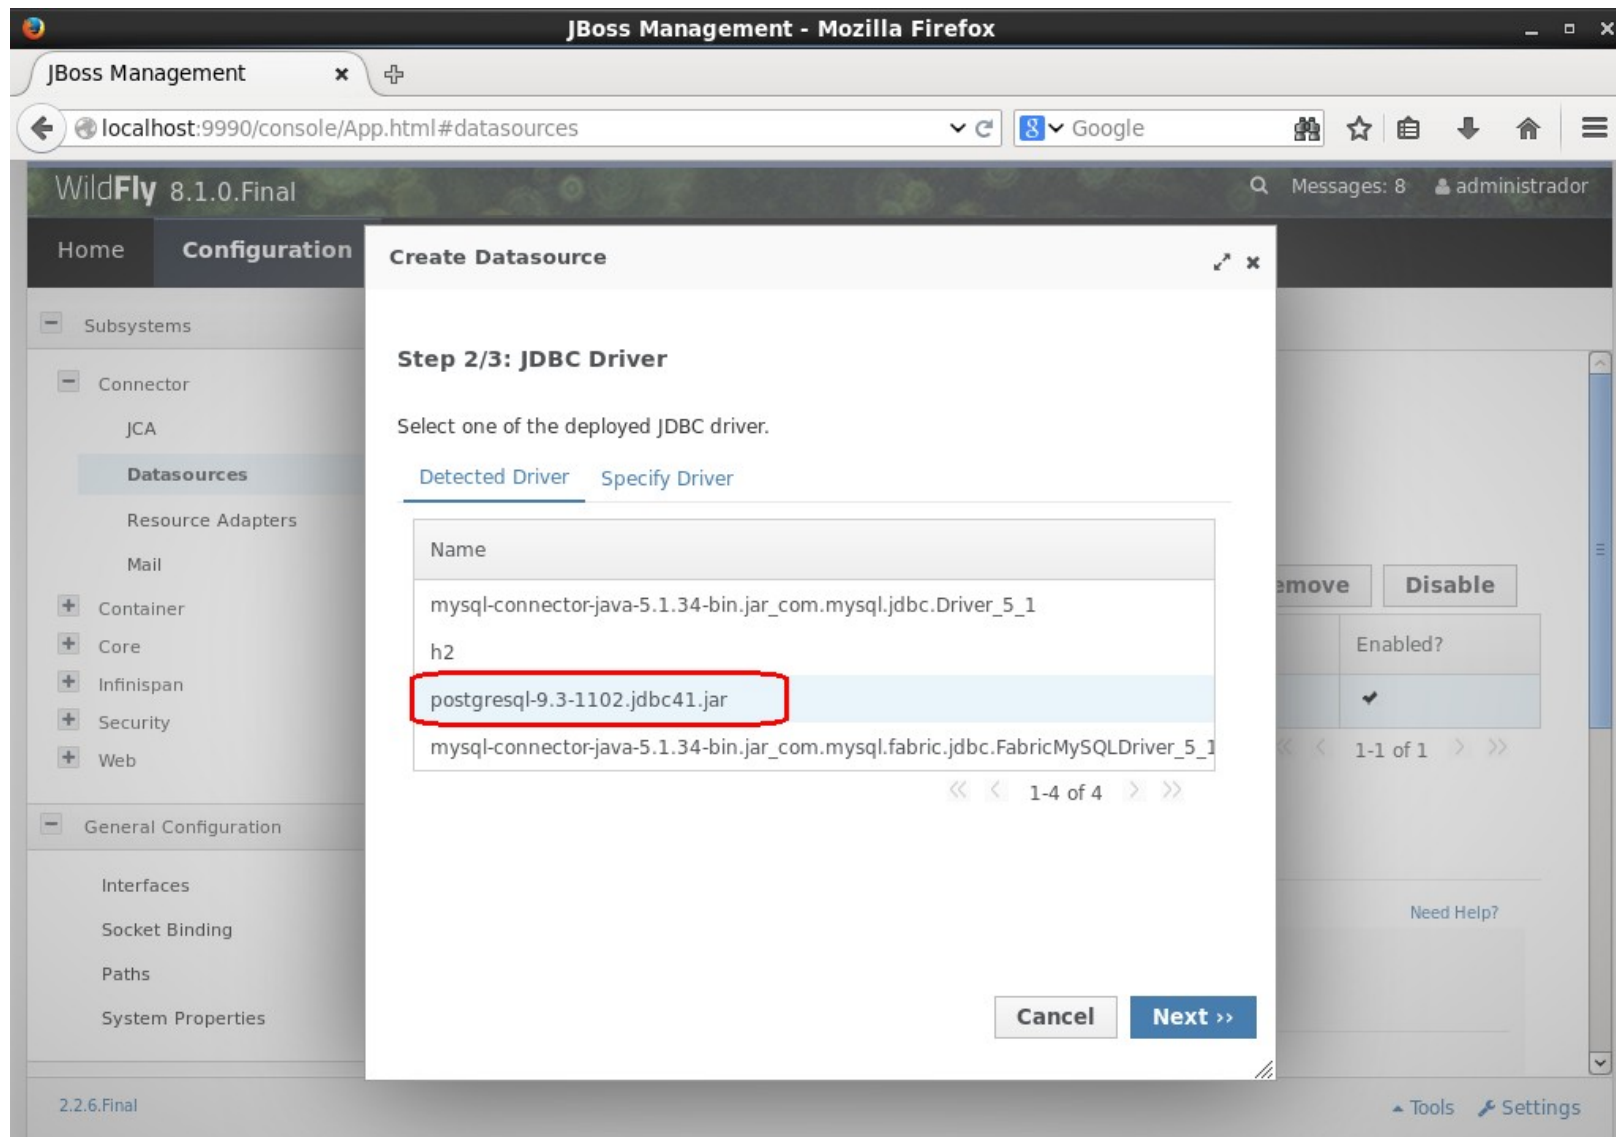 JBoss Management - Mozilla Firefox
JBoss Management
localhost:9990/console/App.html#datasources
Google
WildFly 8.1.0.Final
Messages: 8 administrador
Home Configuration
Subsystems
Connector
JCA
Datasources
Resource Adapters
Mail
Container
Core
Infinispan
Security
Web
General Configuration
Interfaces
Socket Binding
Paths
System Properties
Create Datasource
Step 2/3: JDBC Driver
Select one of the deployed JDBC driver.
Detected Driver Specify Driver
Name
mysql-connector-java-5.1.34-bin.jar_com.mysql.jdbc.Driver_5_1
h2
postgresql-9.3-1102.jdbc41.jar
mysql-connector-java-5.1.34-bin.jar_com.mysql.fabric.jdbc.FabricMySQLDriver_5_1
« ‹ 1-4 of 4 › »
Cancel Next ››
emove Disable
Enabled?
« ‹ 1-1 of 1 › »
Need Help?
2.2.6.Final
Tools Settings